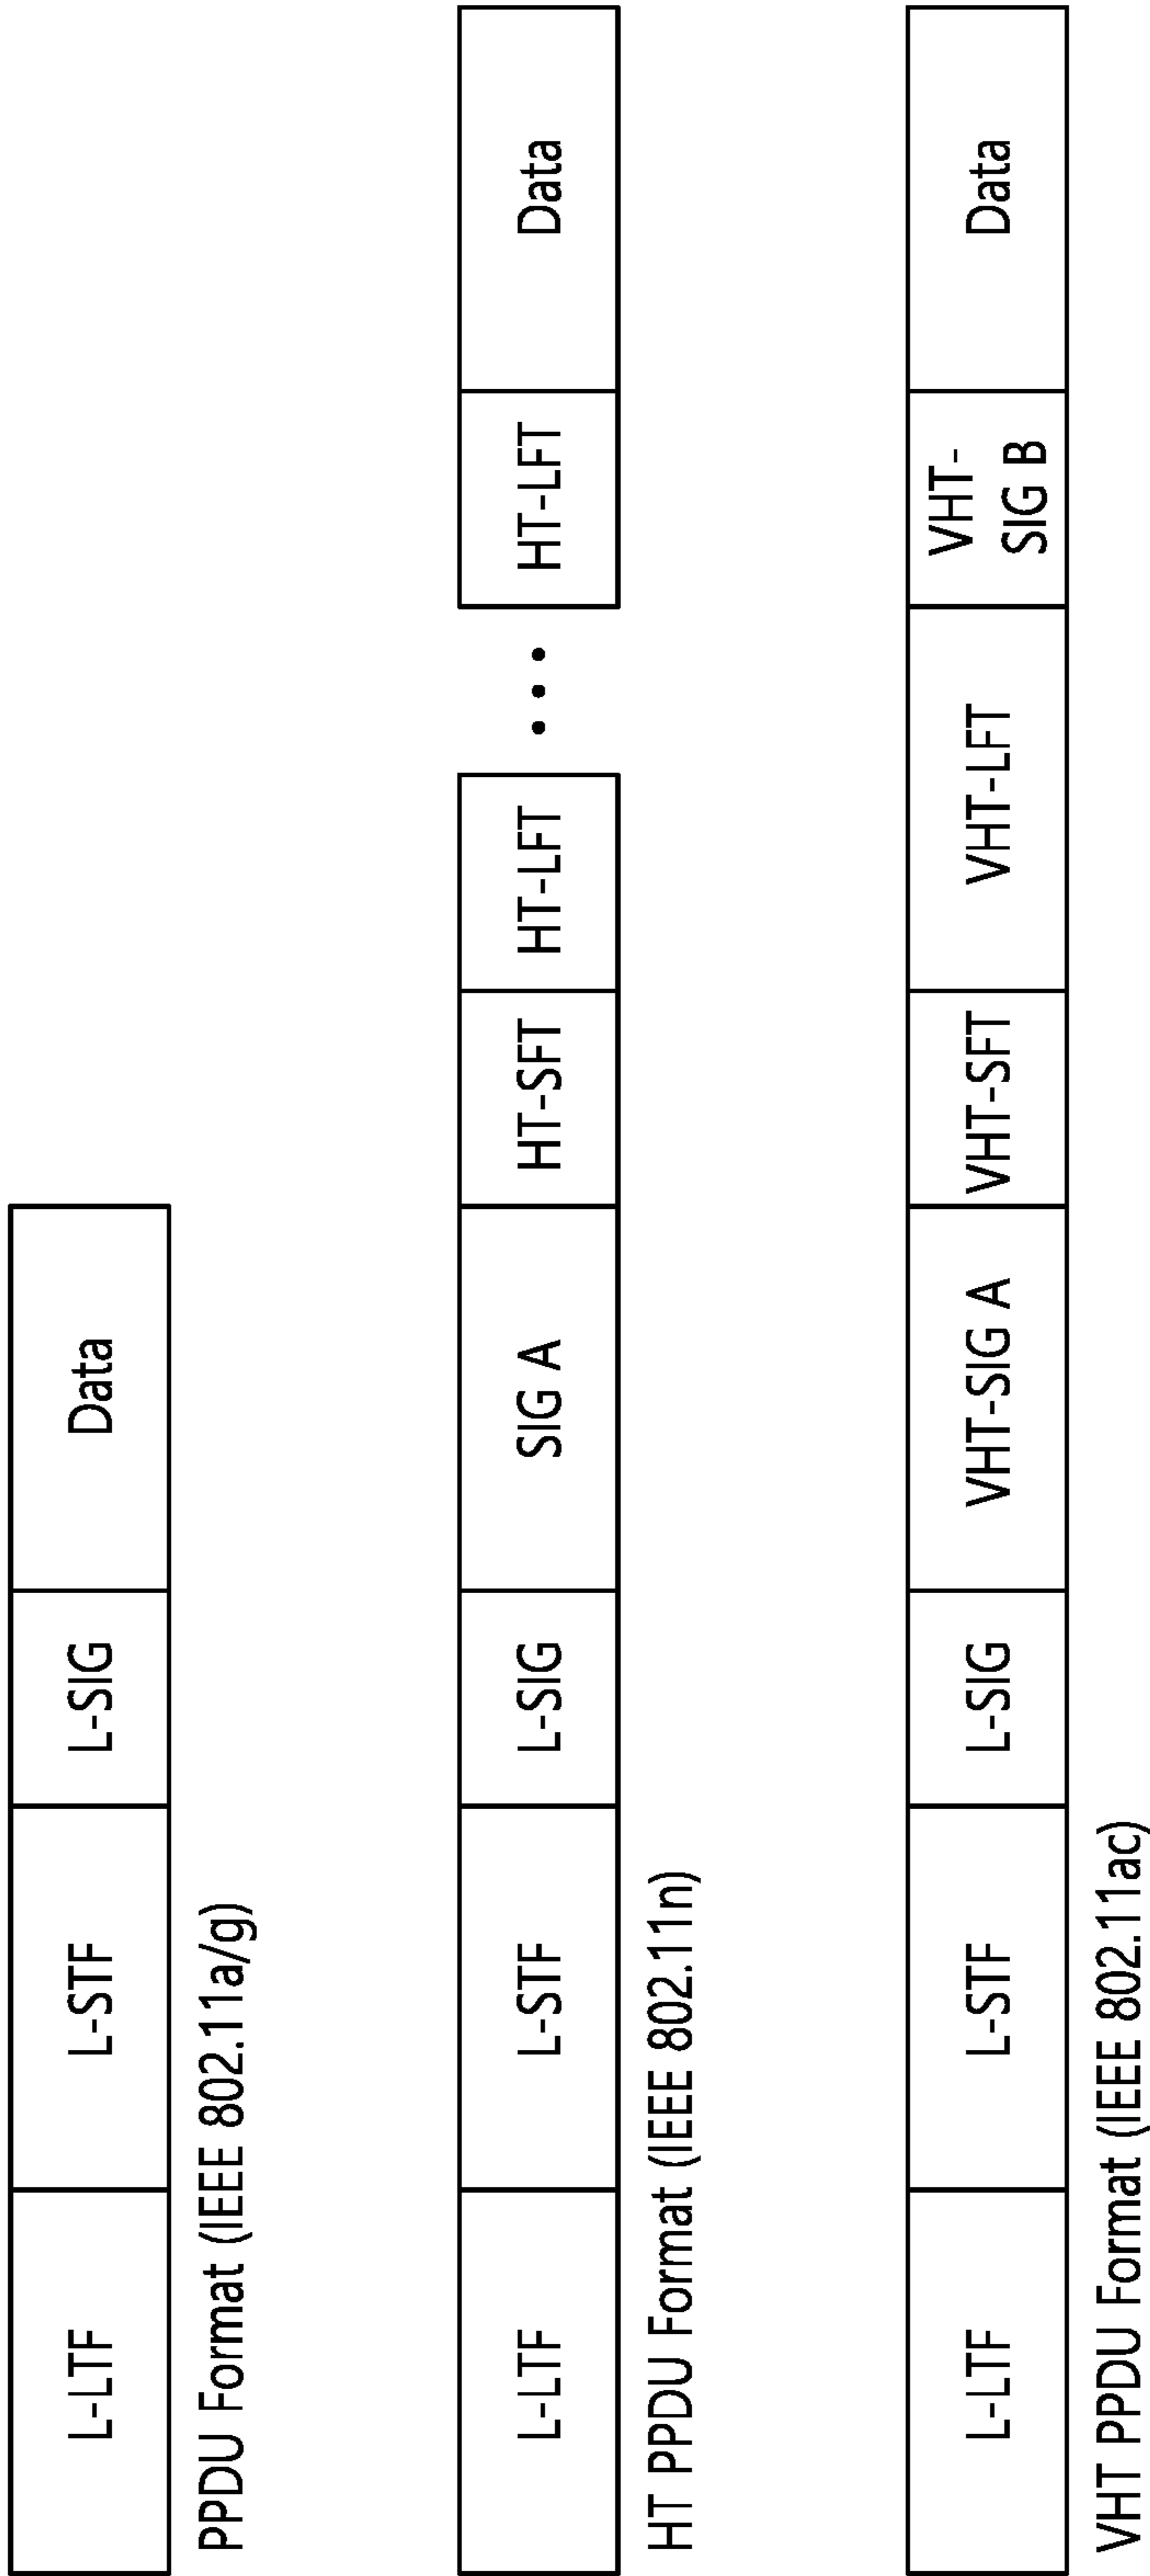 L-LTF
L-STF
L-SIG
Data
PPDU Format (IEEE 802.11a/g)
L-LTF
L-STF
L-SIG
SIG A
HT-SFT
HT-LFT
• • •
HT-LFT
Data
HT PPDU Format (IEEE 802.11n)
L-LTF
L-STF
L-SIG
VHT-SIG A
VHT-SFT
VHT-LFT
VHT-
SIG B
Data
VHT PPDU Format (IEEE 802.11ac)